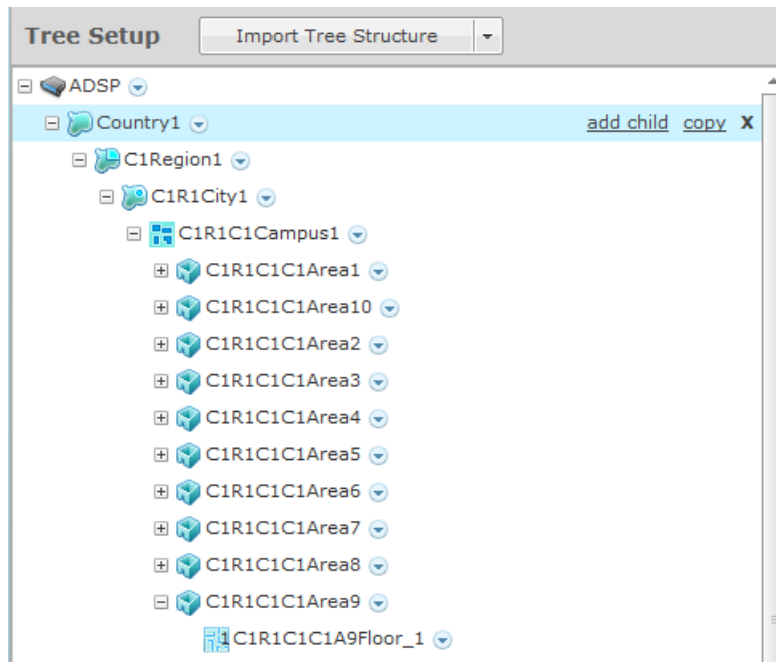 Tree Setup Import Tree Structure
ADSP
Country1 add child copy X
C1Region1
C1R1City1
C1R1C1Campus1
C1R1C1C1Area1
C1R1C1C1Area10
C1R1C1C1Area2
C1R1C1C1Area3
C1R1C1C1Area4
C1R1C1C1Area5
C1R1C1C1Area6
C1R1C1C1Area7
C1R1C1C1Area8
C1R1C1C1Area9
1 C1R1C1C1A9Floor_1